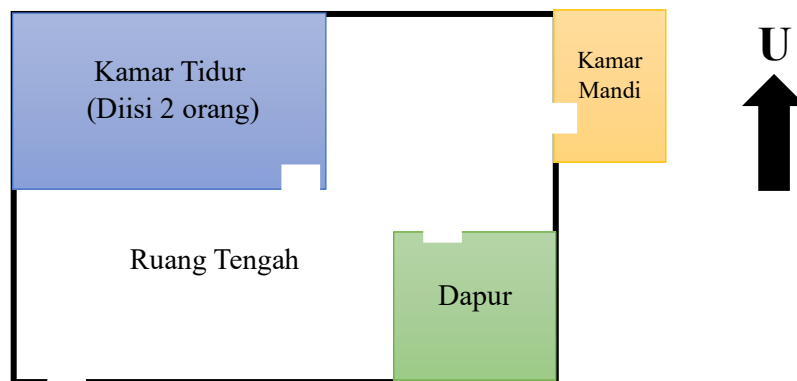 Kamar Tidur
(Diisi 2 orang)
Kamar
Mandi
U
Ruang Tengah
Dapur